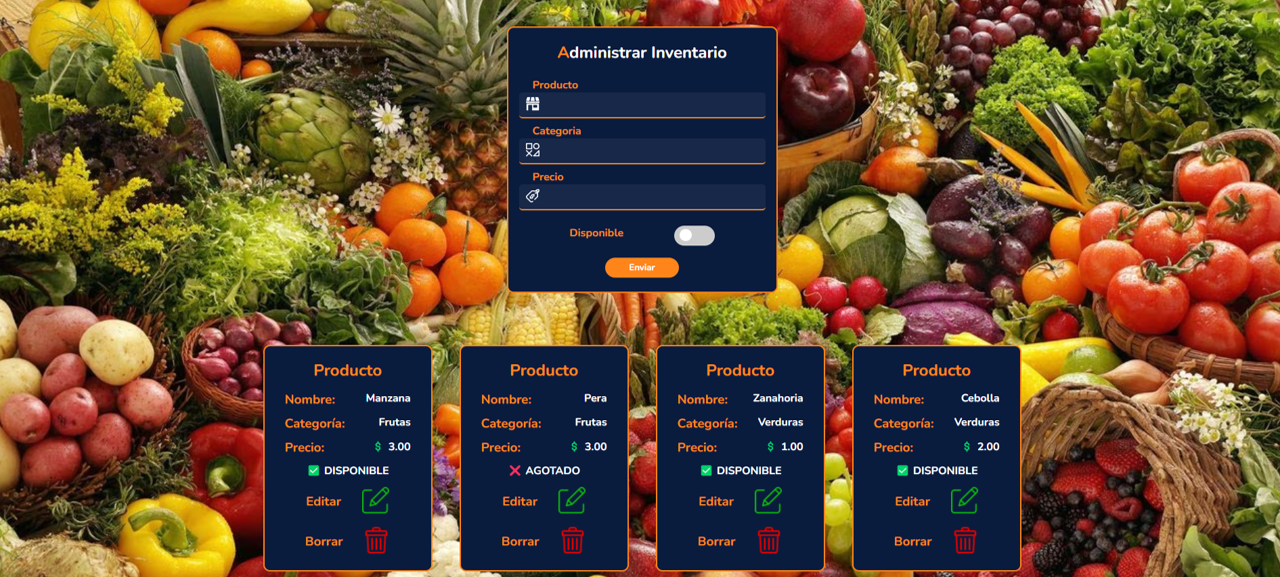 Administrar Inventario
Producto
Categoria
Precio
Disponible
Enviar
Producto
Nombre: Manzana
Categoría: Frutas
Precio: $ 3.00
✅ DISPONIBLE
Editar
Borrar
Producto
Nombre: Pera
Categoría: Frutas
Precio: $ 3.00
❌ AGOTADO
Editar
Borrar
Producto
Nombre: Zanahoria
Categoría: Verduras
Precio: $ 1.00
✅ DISPONIBLE
Editar
Borrar
Producto
Nombre: Cebolla
Categoría: Verduras
Precio: $ 2.00
✅ DISPONIBLE
Editar
Borrar